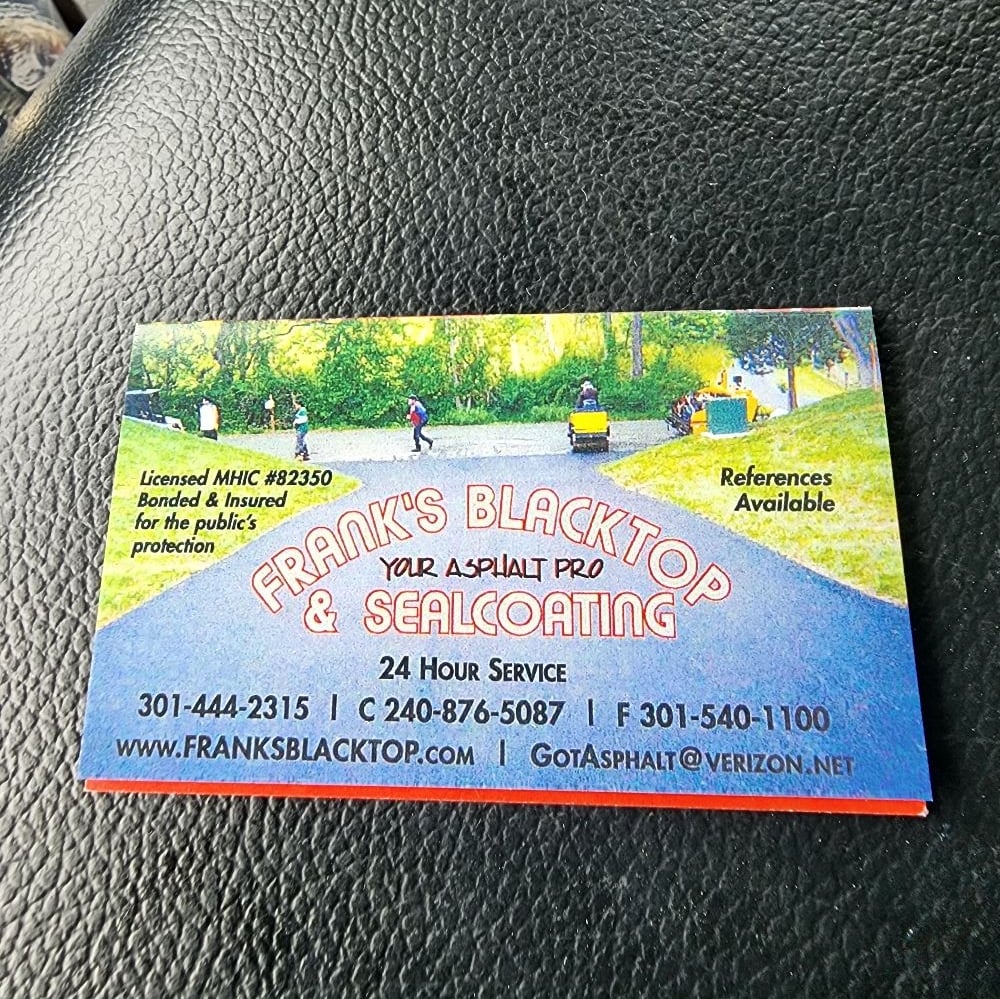 Licensed MHIC #82350
Bonded & Insured
for the public's
protection
References
Available
FRANK'S BLACKTOP
YOUR ASPHALT PRO
& SEALCOATING
24 HOUR SERVICE
301-444-2315 | C 240-876-5087 | F 301-540-1100
WWW.FRANKSBLACKTOP.COM | GOTASPHALT@VERIZON.NET